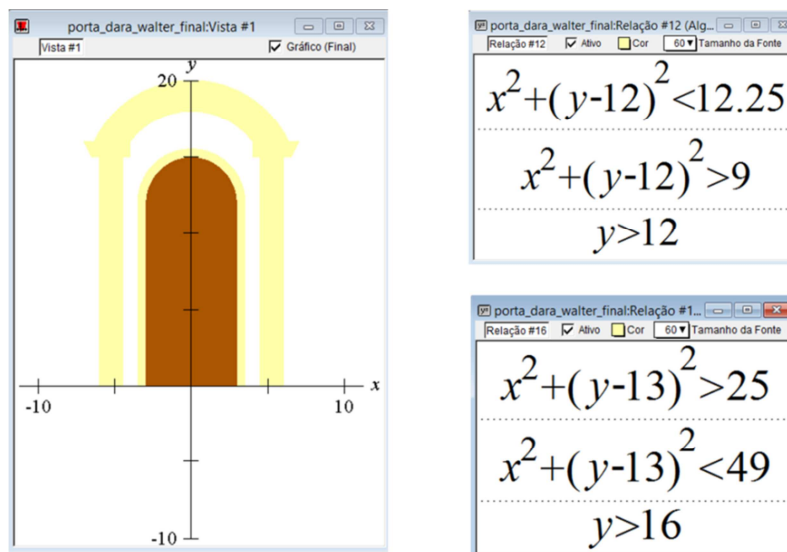 porta_dara_walter_final:Vista #1
Vista #1
Gráfico (Final)
y
20
x
-10
10
-10
porta_dara_walter_final:Relação #12 (Alg...
Relação #12 Ativo Cor 60 Tamanho da Fonte
x²+(y-12)²<12.25
x²+(y-12)²>9
y>12
porta_dara_walter_final:Relação #1...
Relação #16 Ativo Cor 60 Tamanho da Fonte
x²+(y-13)²>25
x²+(y-13)²<49
y>16